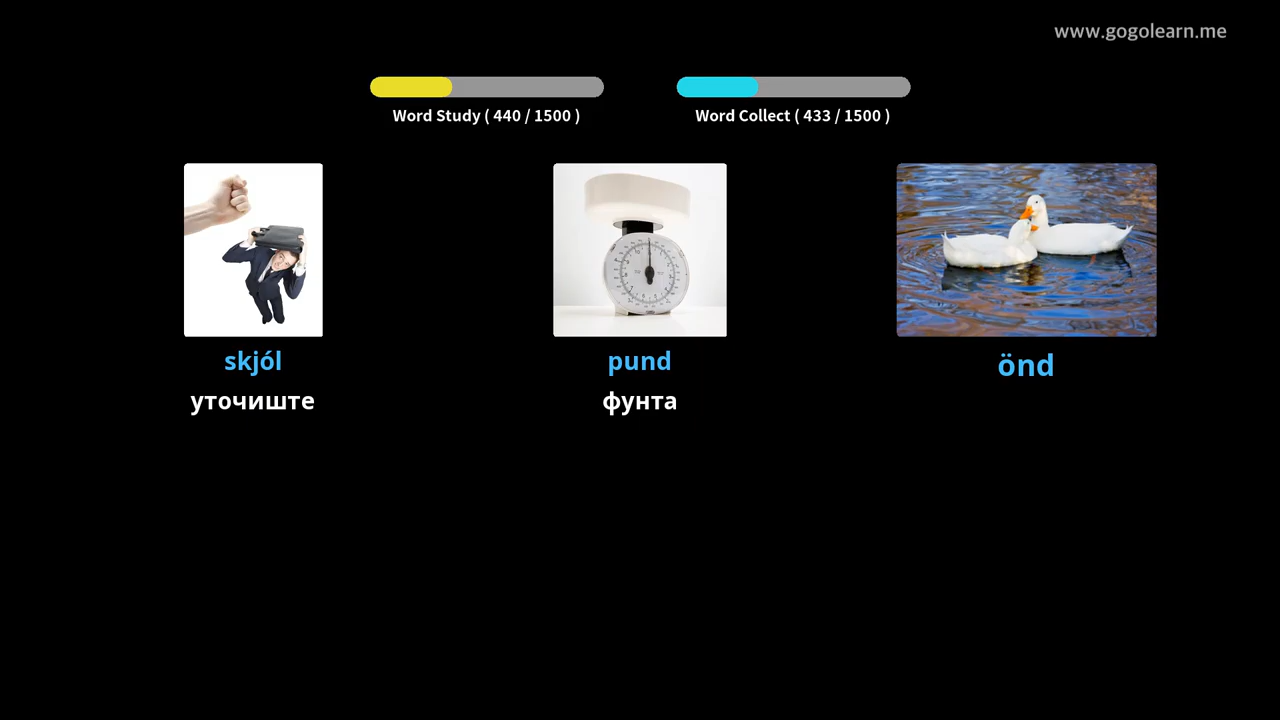 www.gogolearn.me
Word Study ( 440 / 1500 )
Word Collect ( 433 / 1500 )
skjól
уточиште
pund
фунта
önd